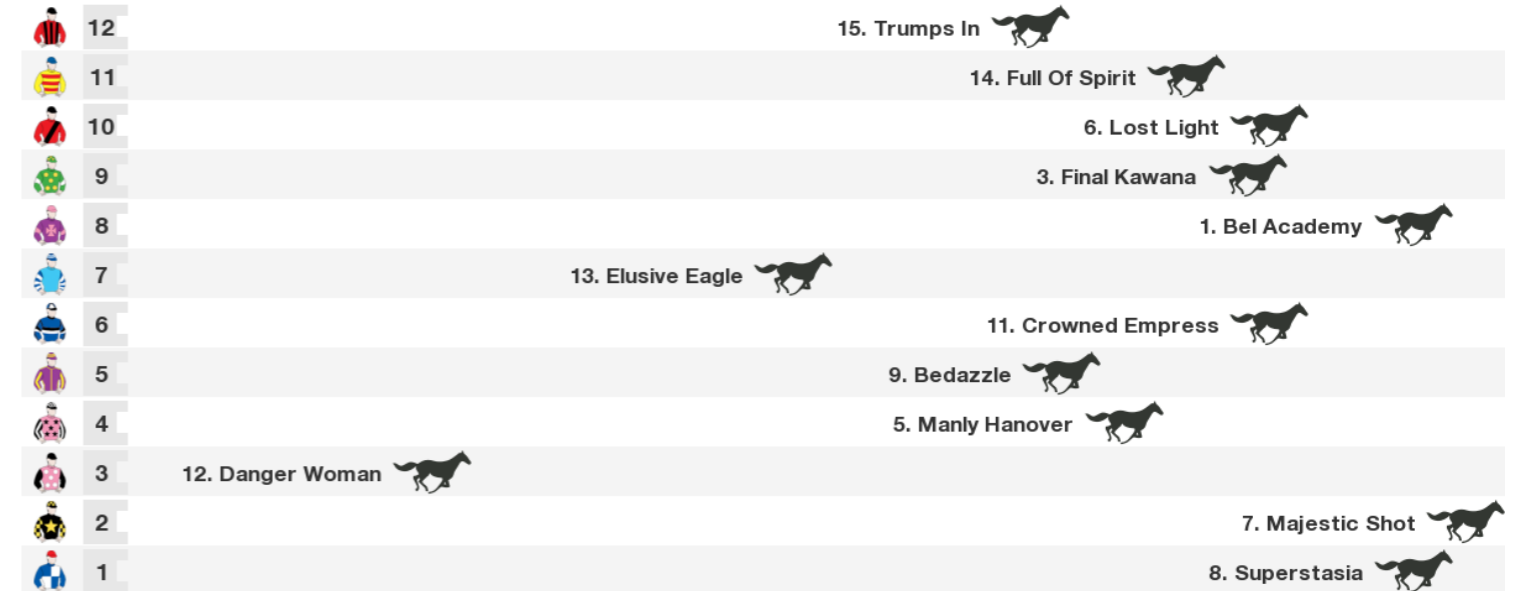 12 15. Trumps In
11 14. Full Of Spirit
10 6. Lost Light
9 3. Final Kawana
8 1. Bel Academy
7 13. Elusive Eagle
6 11. Crowned Empress
5 9. Bedazzle
4 5. Manly Hanover
3 12. Danger Woman
2 7. Majestic Shot
1 8. Superstasia